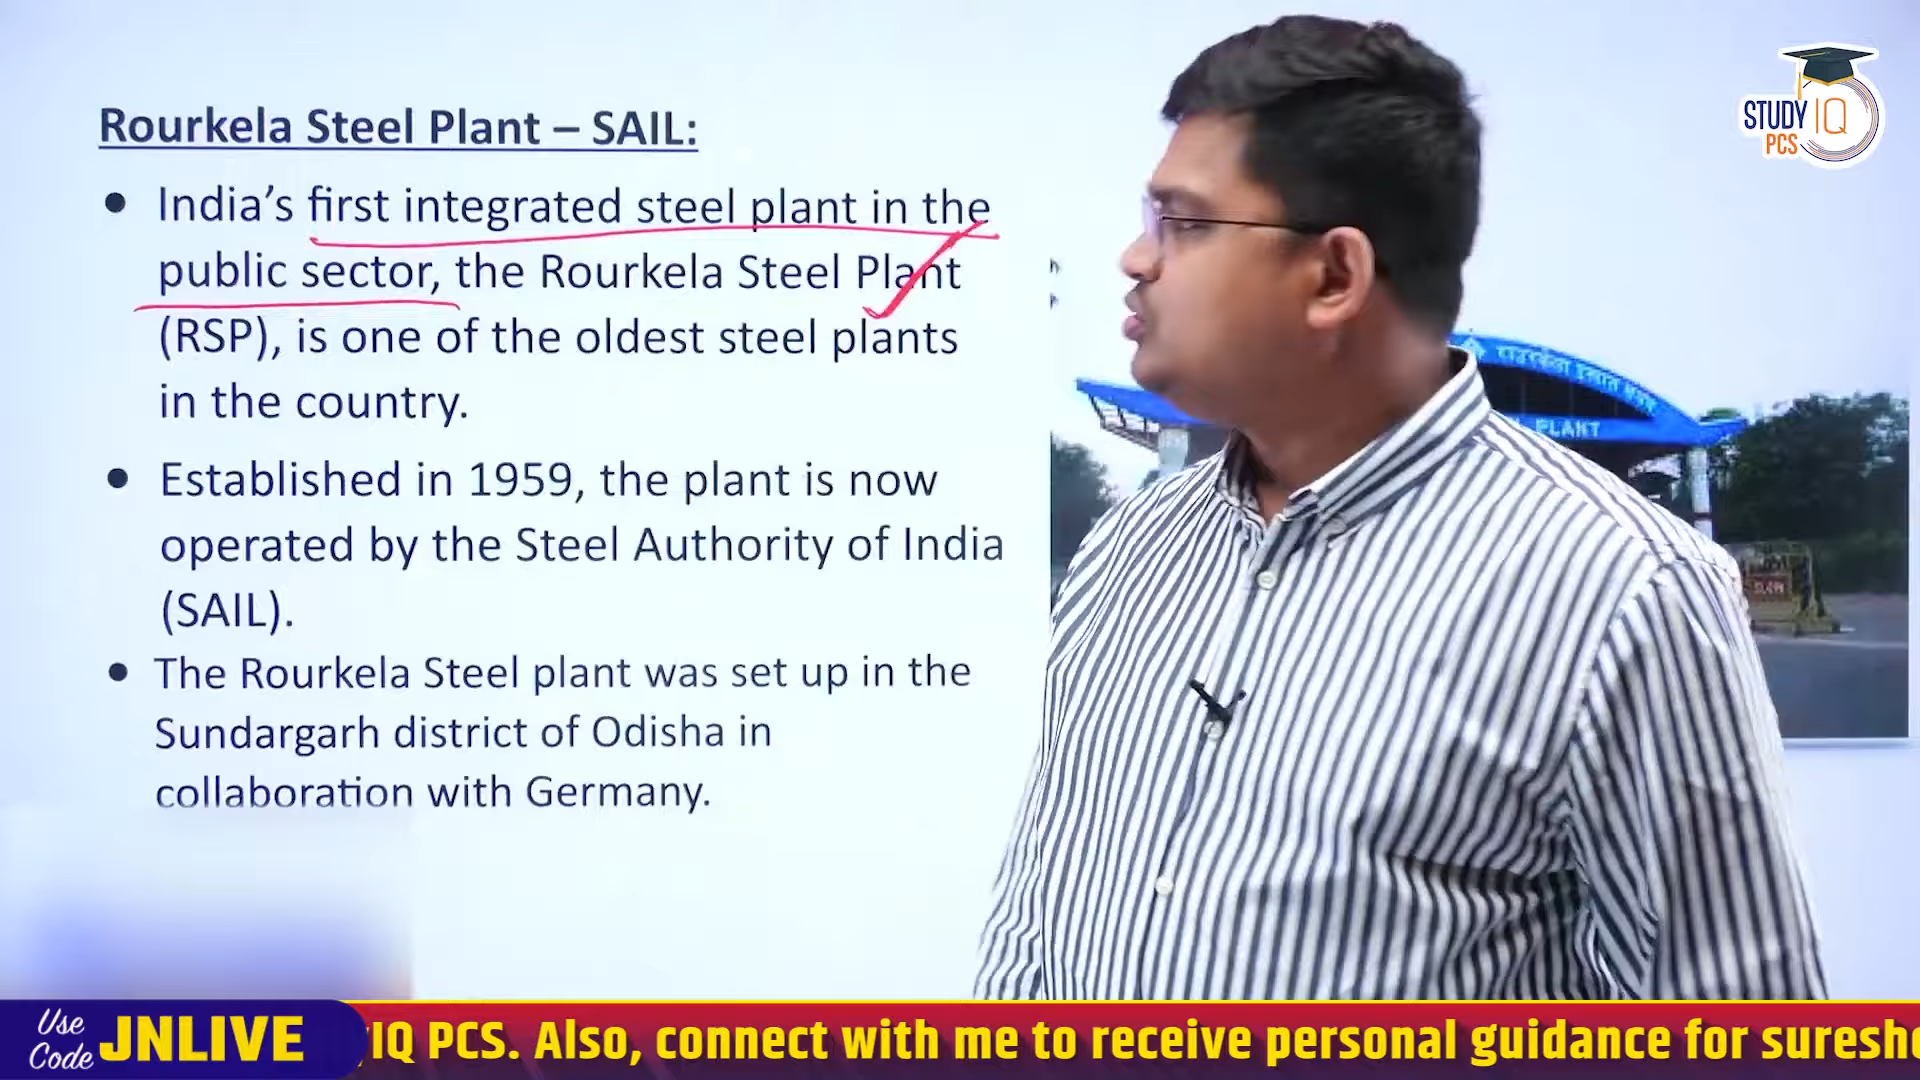 Rourkela Steel Plant – SAIL:
• India’s first integrated steel plant in the
public sector, the Rourkela Steel Plant
(RSP), is one of the oldest steel plants
in the country.
• Established in 1959, the plant is now
operated by the Steel Authority of India
(SAIL).
• The Rourkela Steel plant was set up in the
Sundargarh district of Odisha in
collaboration with Germany.
STUDY IQ
PCS
राउरकेला इस्पात
PLANT
Use
Code JNLIVE
IQ PCS. Also, connect with me to receive personal guidance for